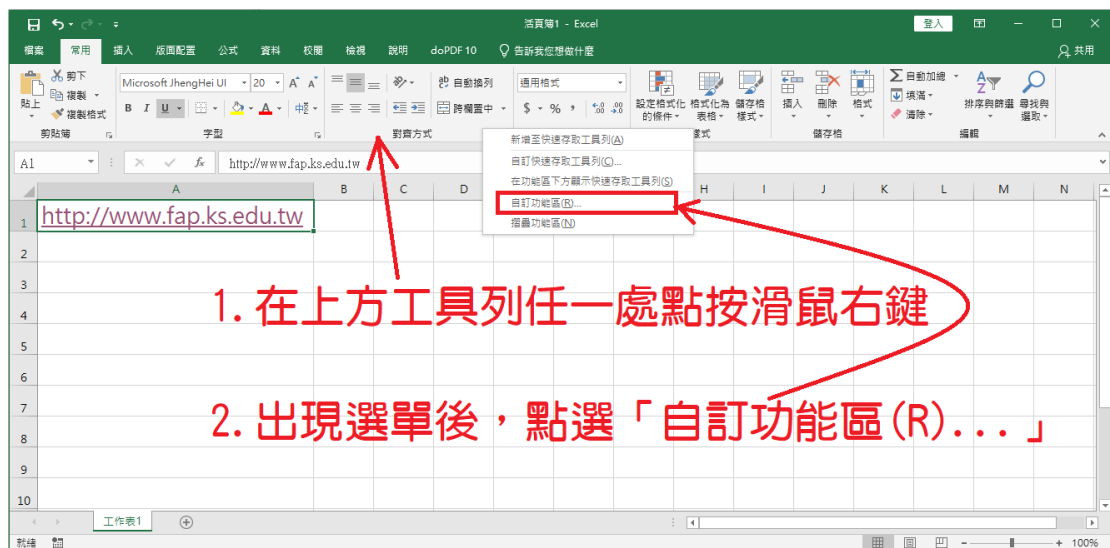 活頁簿1 - Excel
登入
檔案 常用 插入 版面配置 公式 資料 校閱 檢視 說明 doPDF 10 告訴我您想做什麼 共用
貼上
剪下
複製
複製格式
剪貼簿
Microsoft JhengHei UI 20 A A
B I U A 中
字型
自動換列
跨欄置中
對齊方式
通用格式
$ % ,
設定格式化的條件
格式化為表格
儲存格樣式
樣式
插入
刪除
格式
儲存格
自動加總
填滿
清除
排序與篩選
尋找與選取
編輯
A1 fx http://www.fap.ks.edu.tw
新增至快速存取工具列(A)
自訂快速存取工具列(C)...
在功能區下方顯示快速存取工具列(S)
自訂功能區(R)...
摺疊功能區(N)
A B C D H I J K L M N
1 http://www.fap.ks.edu.tw
2
3
4
5
6
7
8
9
10
1.在上方工具列任一處點按滑鼠右鍵
2.出現選單後，點選「自訂功能區(R)...」
工作表1
就緒
100%